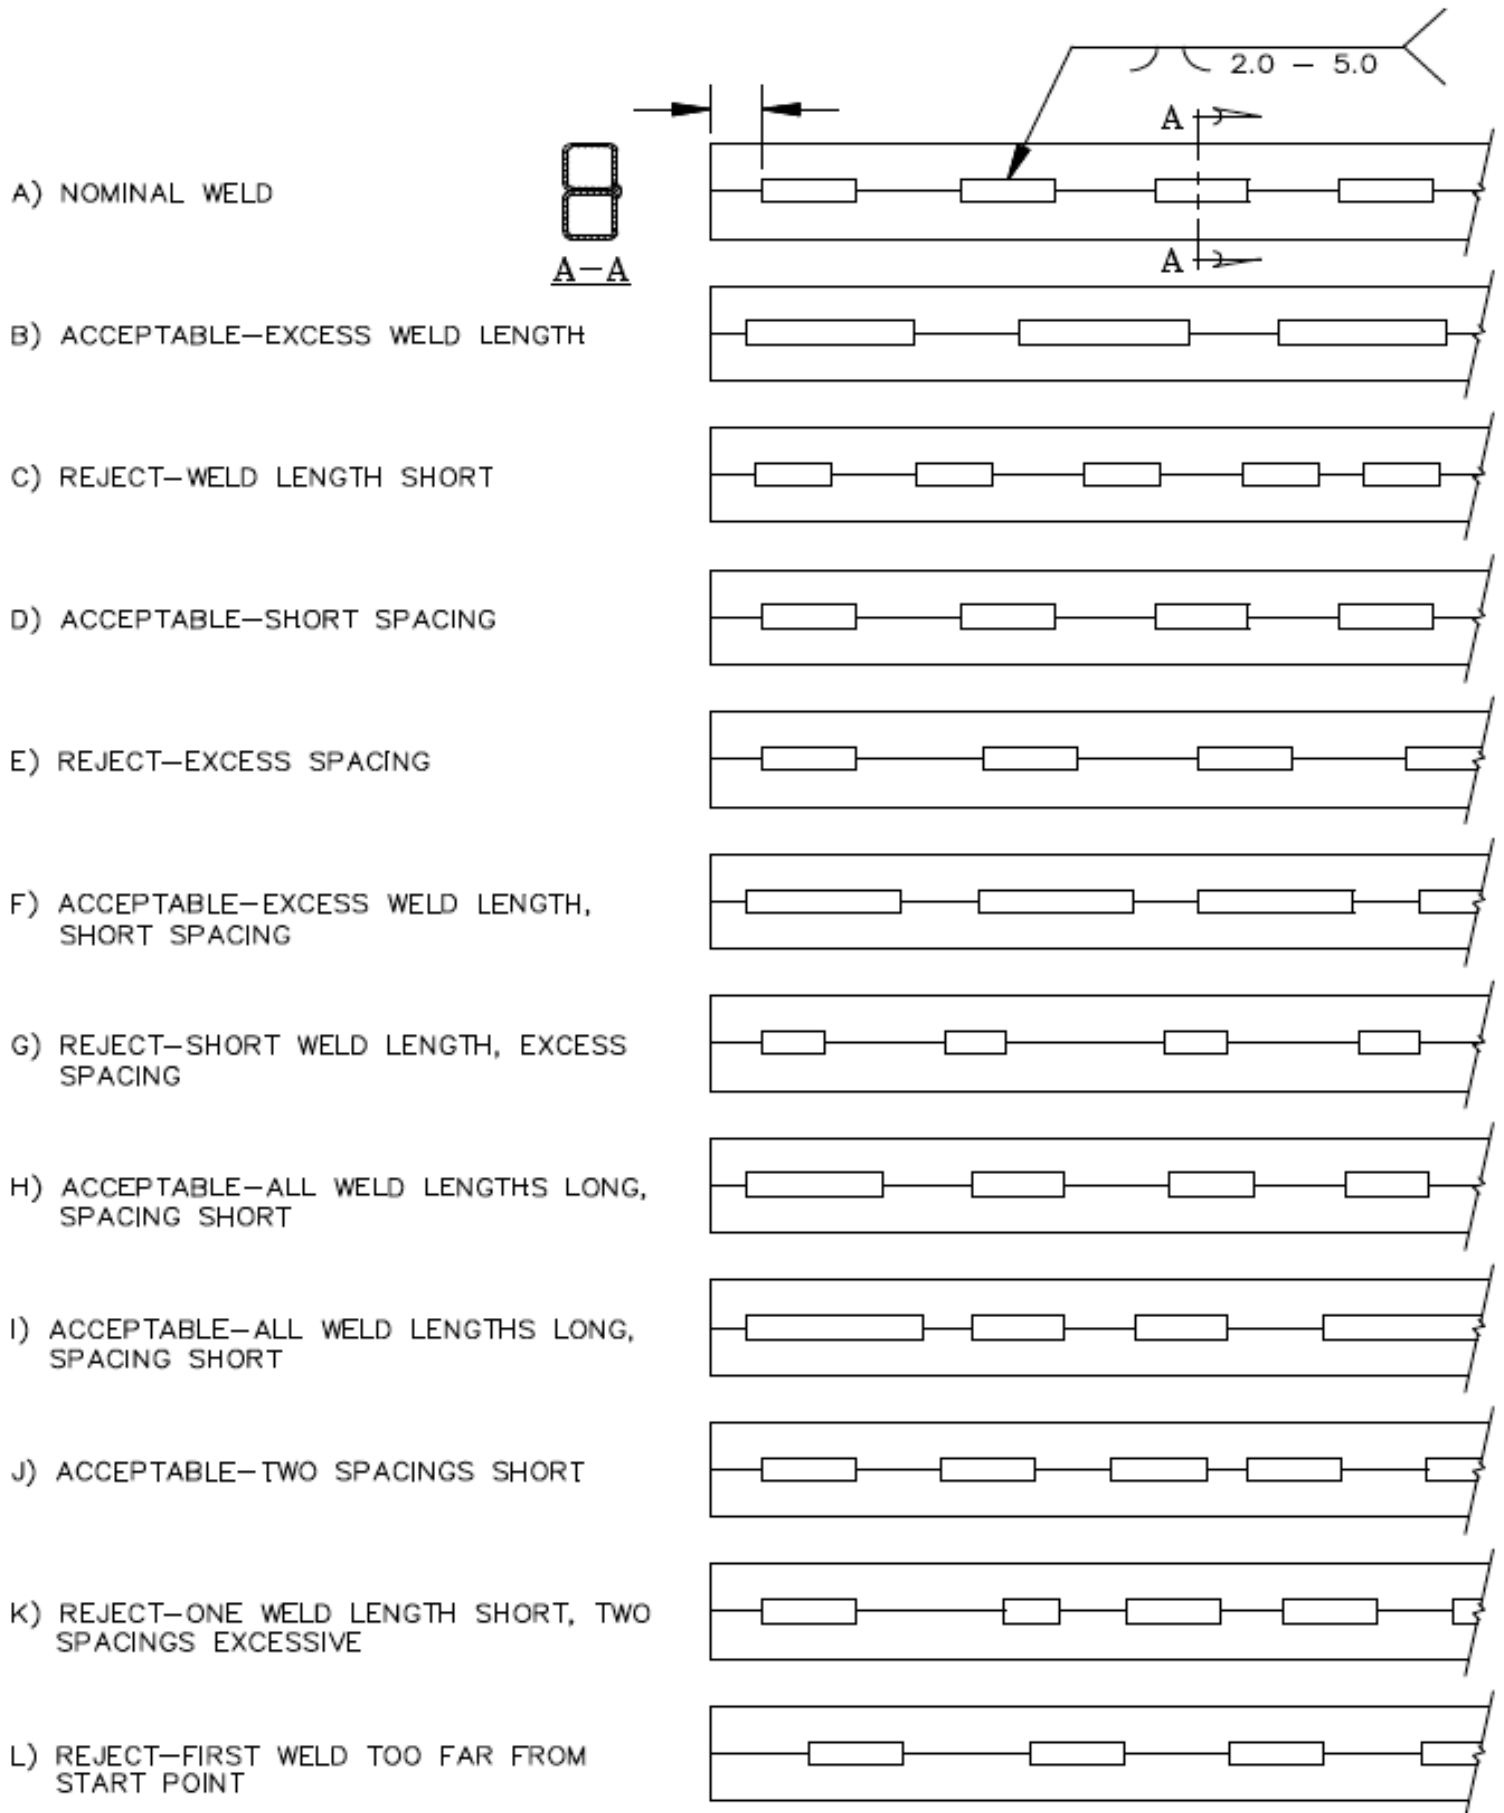 2.0 – 5.0
A
A) NOMINAL WELD
A
A–A
B) ACCEPTABLE–EXCESS WELD LENGTH
C) REJECT–WELD LENGTH SHORT
D) ACCEPTABLE–SHORT SPACING
E) REJECT–EXCESS SPACING
F) ACCEPTABLE–EXCESS WELD LENGTH,
SHORT SPACING
G) REJECT–SHORT WELD LENGTH, EXCESS
SPACING
H) ACCEPTABLE–ALL WELD LENGTHS LONG,
SPACING SHORT
I) ACCEPTABLE–ALL WELD LENGTHS LONG,
SPACING SHORT
J) ACCEPTABLE–TWO SPACINGS SHORT
K) REJECT–ONE WELD LENGTH SHORT, TWO
SPACINGS EXCESSIVE
L) REJECT–FIRST WELD TOO FAR FROM
START POINT